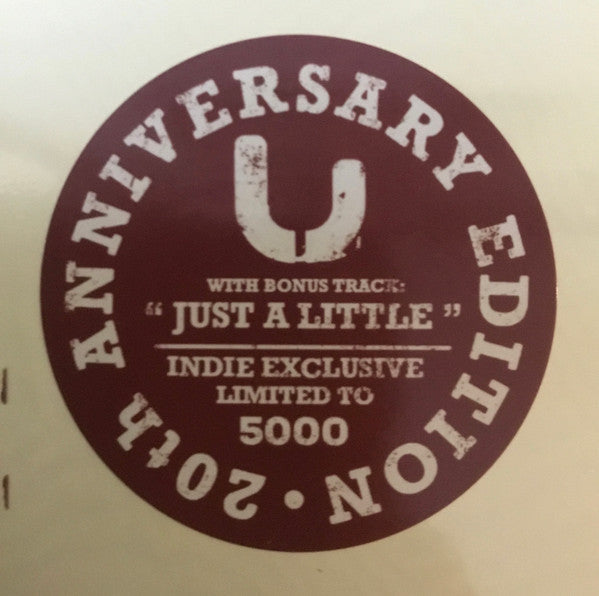 20th ANNIVERSARY EDITION •
U
WITH BONUS TRACK:
“ JUST A LITTLE ”
INDIE EXCLUSIVE
LIMITED TO
5000